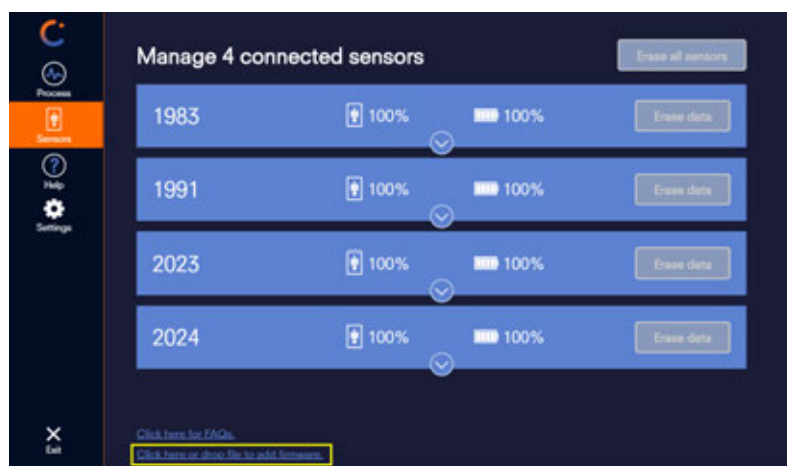 Manage 4 connected sensors
Erase all sensors
Process
1983 100% 100% Erase data
Sensors
1991 100% 100% Erase data
Help
Settings
2023 100% 100% Erase data
2024 100% 100% Erase data
Click here for FAQs.
Exit
Click here or drop file to add firmware.